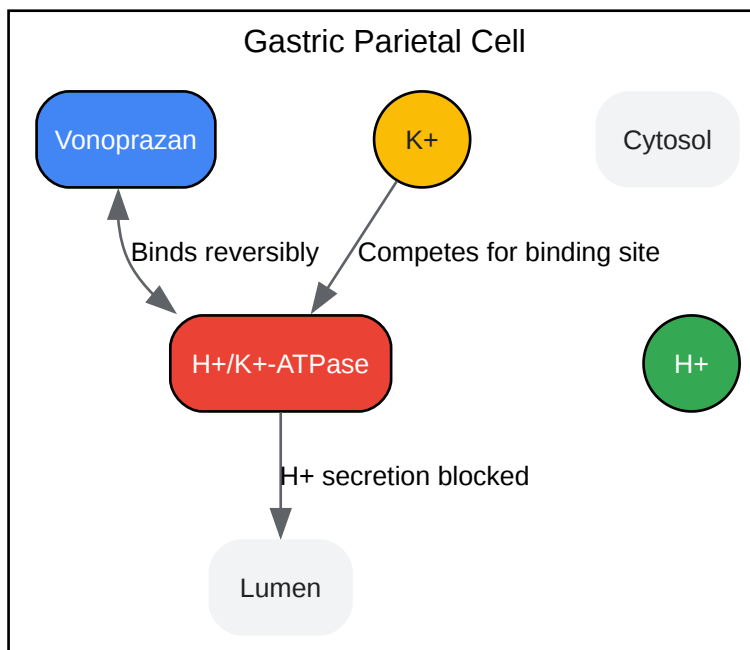 Gastric Parietal Cell
Vonoprazan
K+
Cytosol
Binds reversibly
Competes for binding site
H+/K+-ATPase
H+
H+ secretion blocked
Lumen